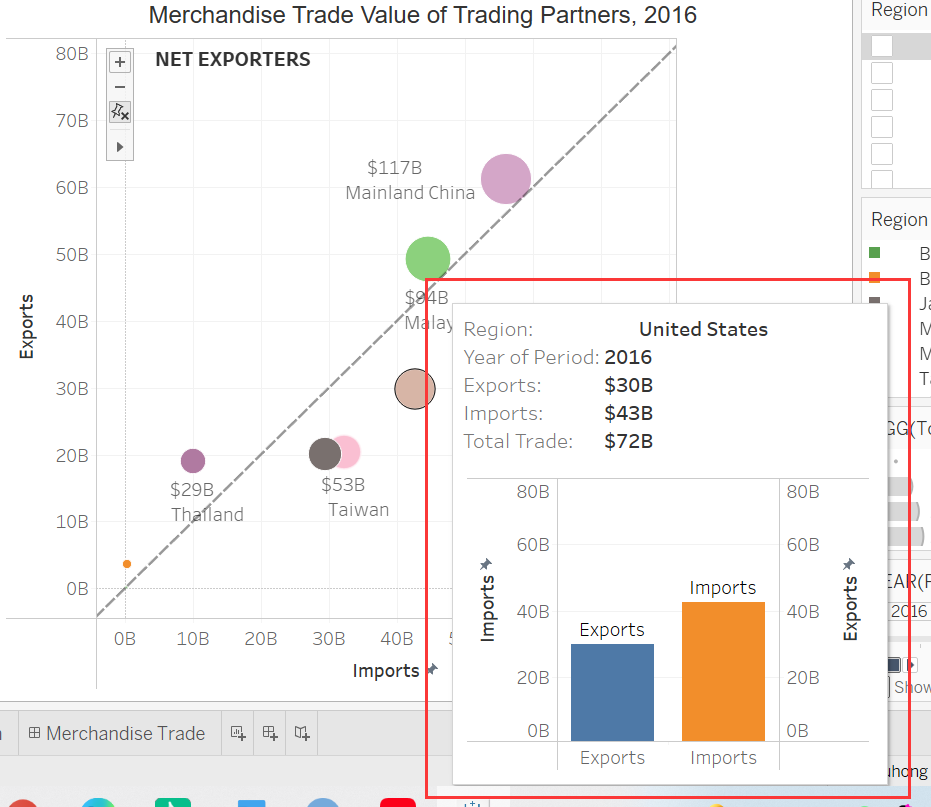 Merchandise Trade Value of Trading Partners, 2016
Region
NET EXPORTERS
80B
70B
60B
50B
40B
30B
20B
10B
0B
Exports
$117B
Mainland China
$84B
Malay
$53B
Taiwan
$29B
Thailand
0B
10B
20B
30B
40B
Imports
Region
B
B
Ja
M
M
Ta
Region: United States
Year of Period: 2016
Exports: $30B
Imports: $43B
Total Trade: $72B
80B
60B
40B
20B
0B
Imports
Exports
Imports
80B
60B
40B
20B
0B
Exports
Exports
Imports
GG(To
EAR(P
2016
Show
Merchandise Trade
uhong